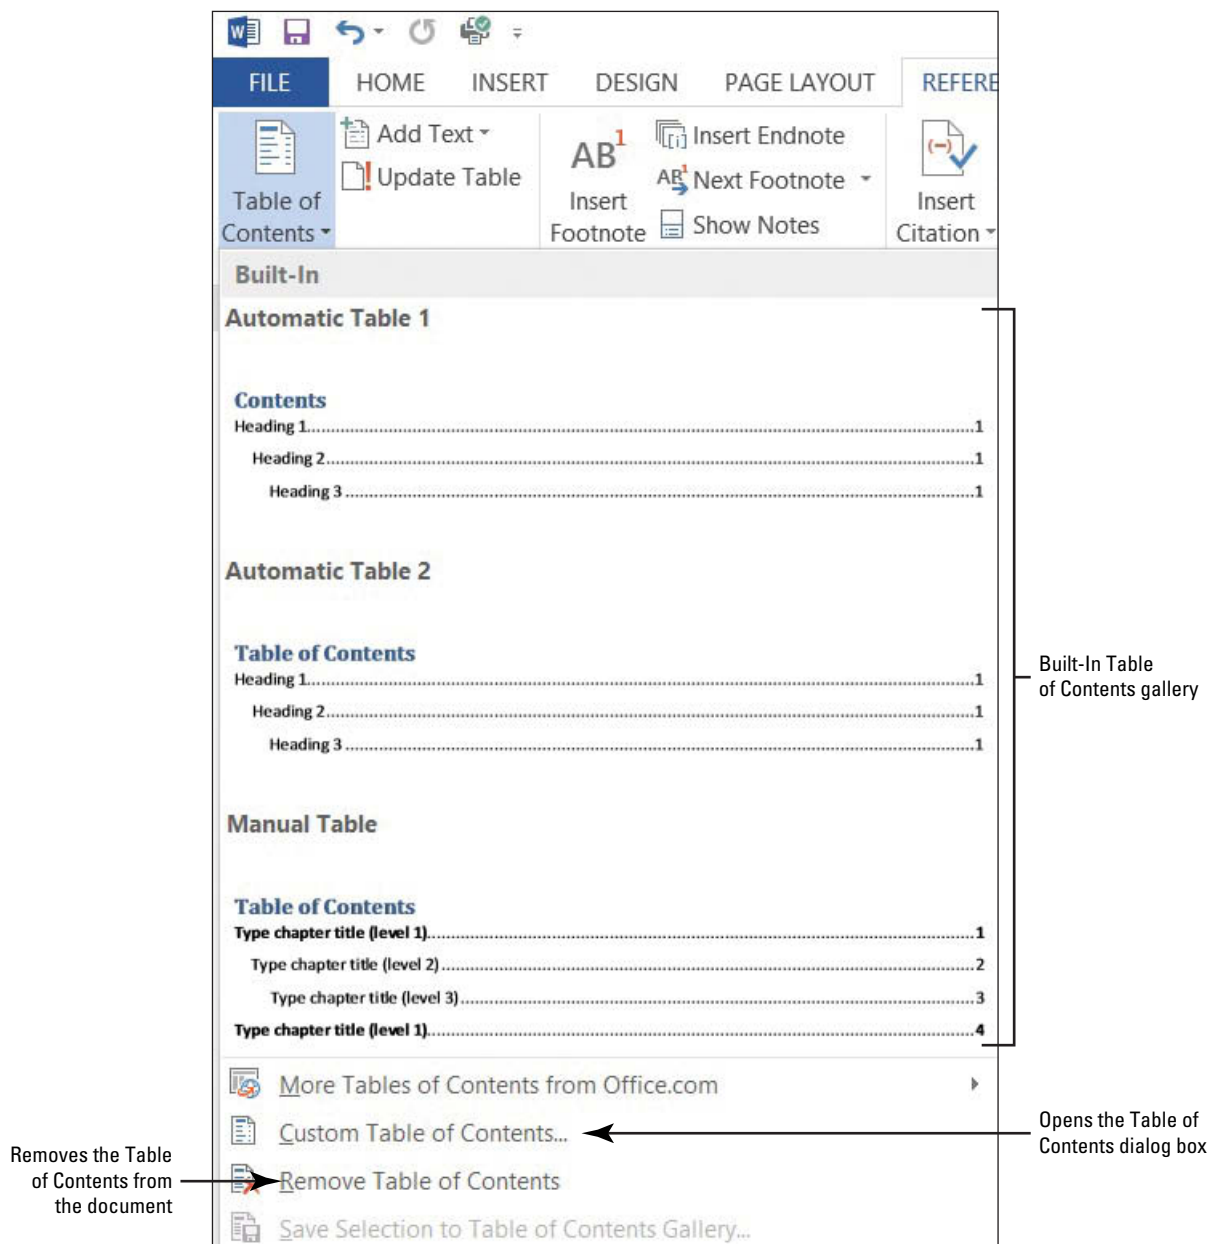 FILE HOME INSERT DESIGN PAGE LAYOUT REFERE
Table of
Contents
Add Text
Update Table
AB1
Insert
Footnote
Insert Endnote
Next Footnote
Show Notes
Insert
Citation
Built-In
Automatic Table 1
Contents
Heading 1........1
Heading 2........1
Heading 3........1
Automatic Table 2
Table of Contents
Heading 1........1
Heading 2........1
Heading 3........1
Manual Table
Table of Contents
Type chapter title (level 1)........1
Type chapter title (level 2)........2
Type chapter title (level 3)........3
Type chapter title (level 1)........4
Built-In Table
of Contents gallery
More Tables of Contents from Office.com
Custom Table of Contents...
Opens the Table of
Contents dialog box
Removes the Table
of Contents from
the document
Remove Table of Contents
Save Selection to Table of Contents Gallery...